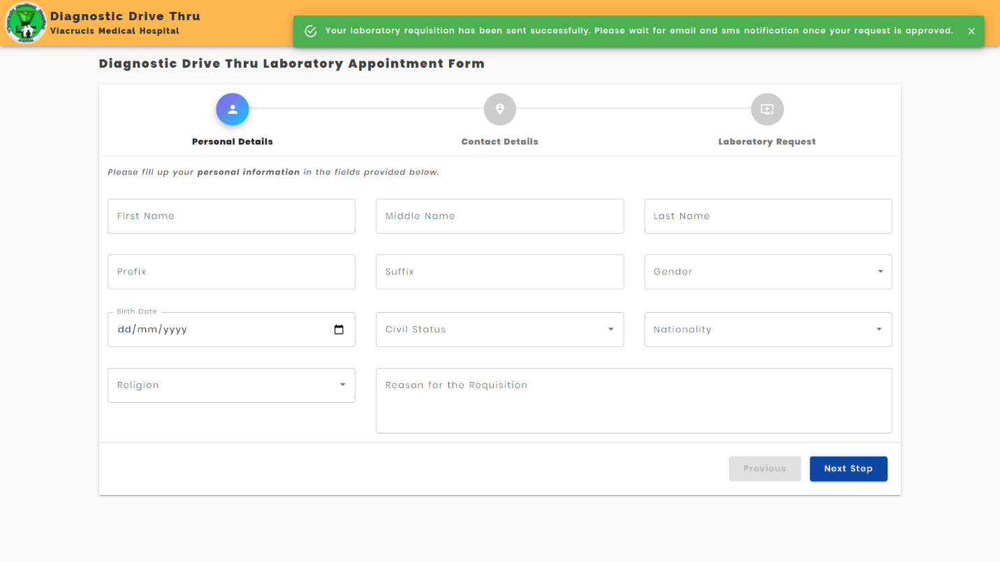 Diagnostic Drive Thru
Viacrucis Medical Hospital
Your laboratory requisition has been sent successfully. Please wait for email and sms notification once your request is approved.
Diagnostic Drive Thru Laboratory Appointment Form
Personal Details
Contact Details
Laboratory Request
Please fill up your personal information in the fields provided below.
First Name
Middle Name
Last Name
Prefix
Suffix
Gender
Birth Date
dd/mm/yyyy
Civil Status
Nationality
Religion
Reason for the Requisition
Previous
Next Step